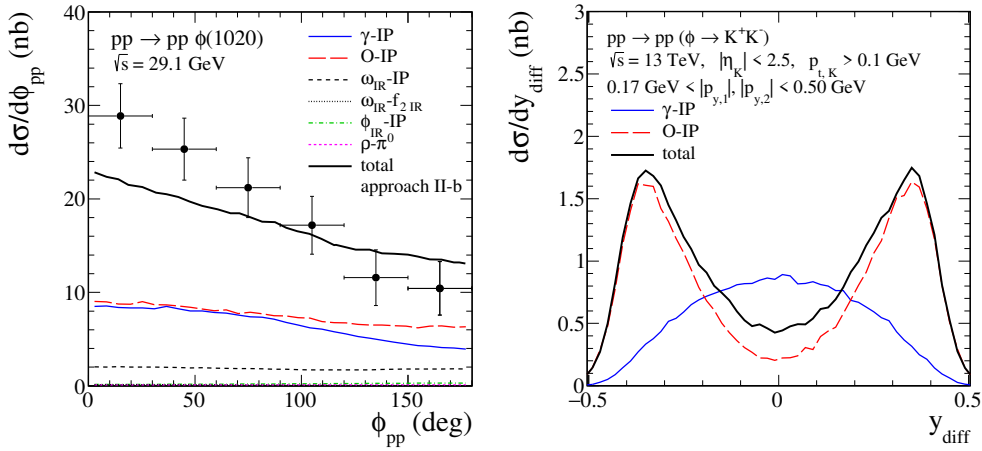 pp → pp ϕ(1020)
√s = 29.1 GeV
γ-IP
O-IP
ω_IR-IP
ω_IR-f_2 IR
ϕ_IR-IP
ρ-π⁰
total
approach II-b
dσ/dϕ_pp (nb)
40
30
20
10
0
0
100
ϕ_pp (deg)
pp → pp (ϕ → K⁺K⁻)
√s = 13 TeV, |η_K| < 2.5, p_t, K > 0.1 GeV
0.17 GeV < |p_y,1|, |p_y,2| < 0.50 GeV
γ-IP
O-IP
total
dσ/dy_diff (nb)
3
2.5
2
1.5
1
0.5
0
−0.5
0
0.5
y_diff